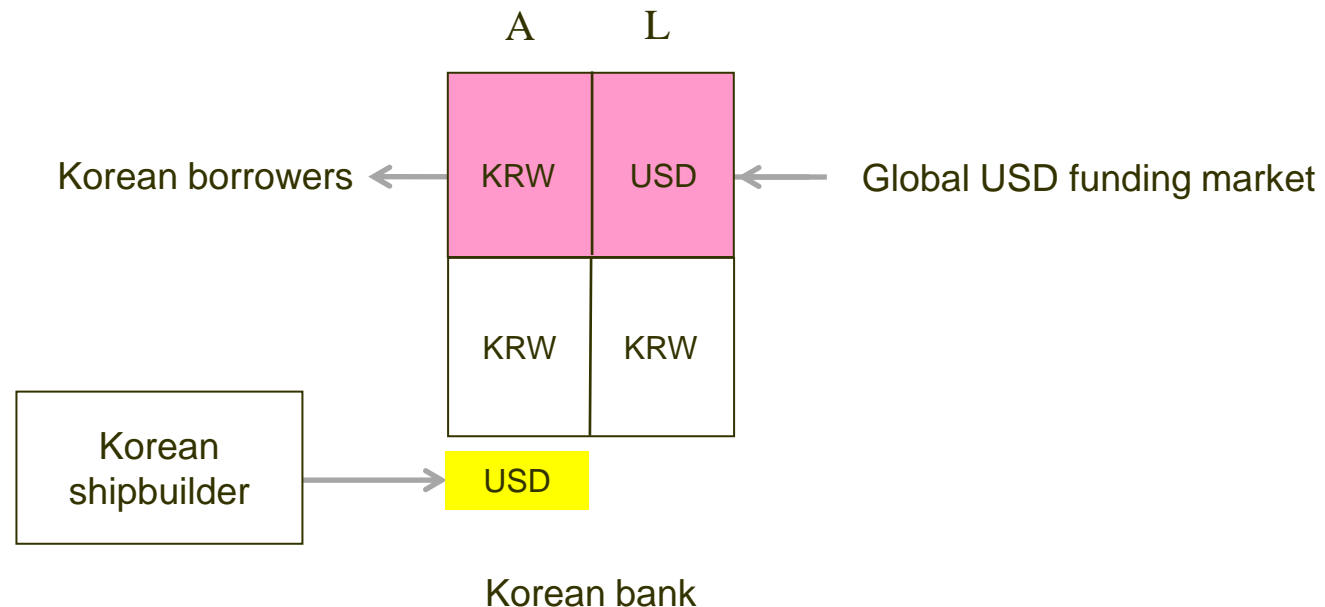 A L
Korean borrowers KRW USD Global USD funding market
KRW KRW
Korean
shipbuilder
USD
Korean bank